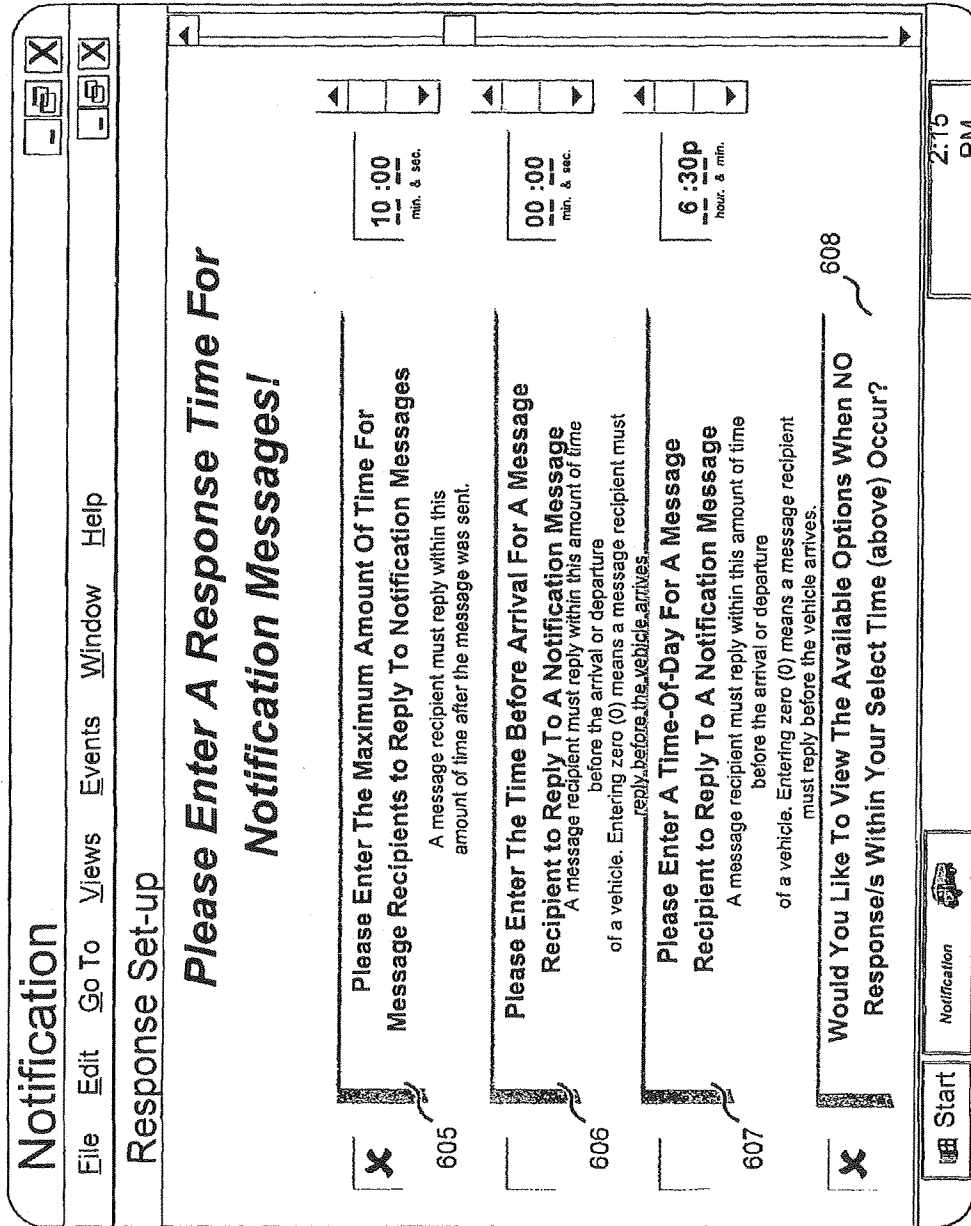 Notification
File Edit Go To Views Events Window Help
Response Set-up
Please Enter A Response Time For
Notification Messages!
Please Enter The Maximum Amount Of Time For
Message Recipients to Reply To Notification Messages
A message recipient must reply within this
amount of time after the message was sent.
10 :00
min. & sec.
605
Please Enter The Time Before Arrival For A Message
Recipient to Reply To A Notification Message
A message recipient must reply within this amount of time
before the arrival or departure
of a vehicle. Entering zero (0) means a message recipient must
reply before the vehicle arrives.
00 :00
min. & sec.
606
Please Enter A Time-Of-Day For A Message
Recipient to Reply To A Notification Message
A message recipient must reply within this amount of time
before the arrival or departure
of a vehicle. Entering zero (0) means a message recipient
must reply before the vehicle arrives.
6 :30p
hour. & min.
607
Would You Like To View The Available Options When NO
Response/s Within Your Select Time (above) Occur?
608
Start
Notification
2:15
PM